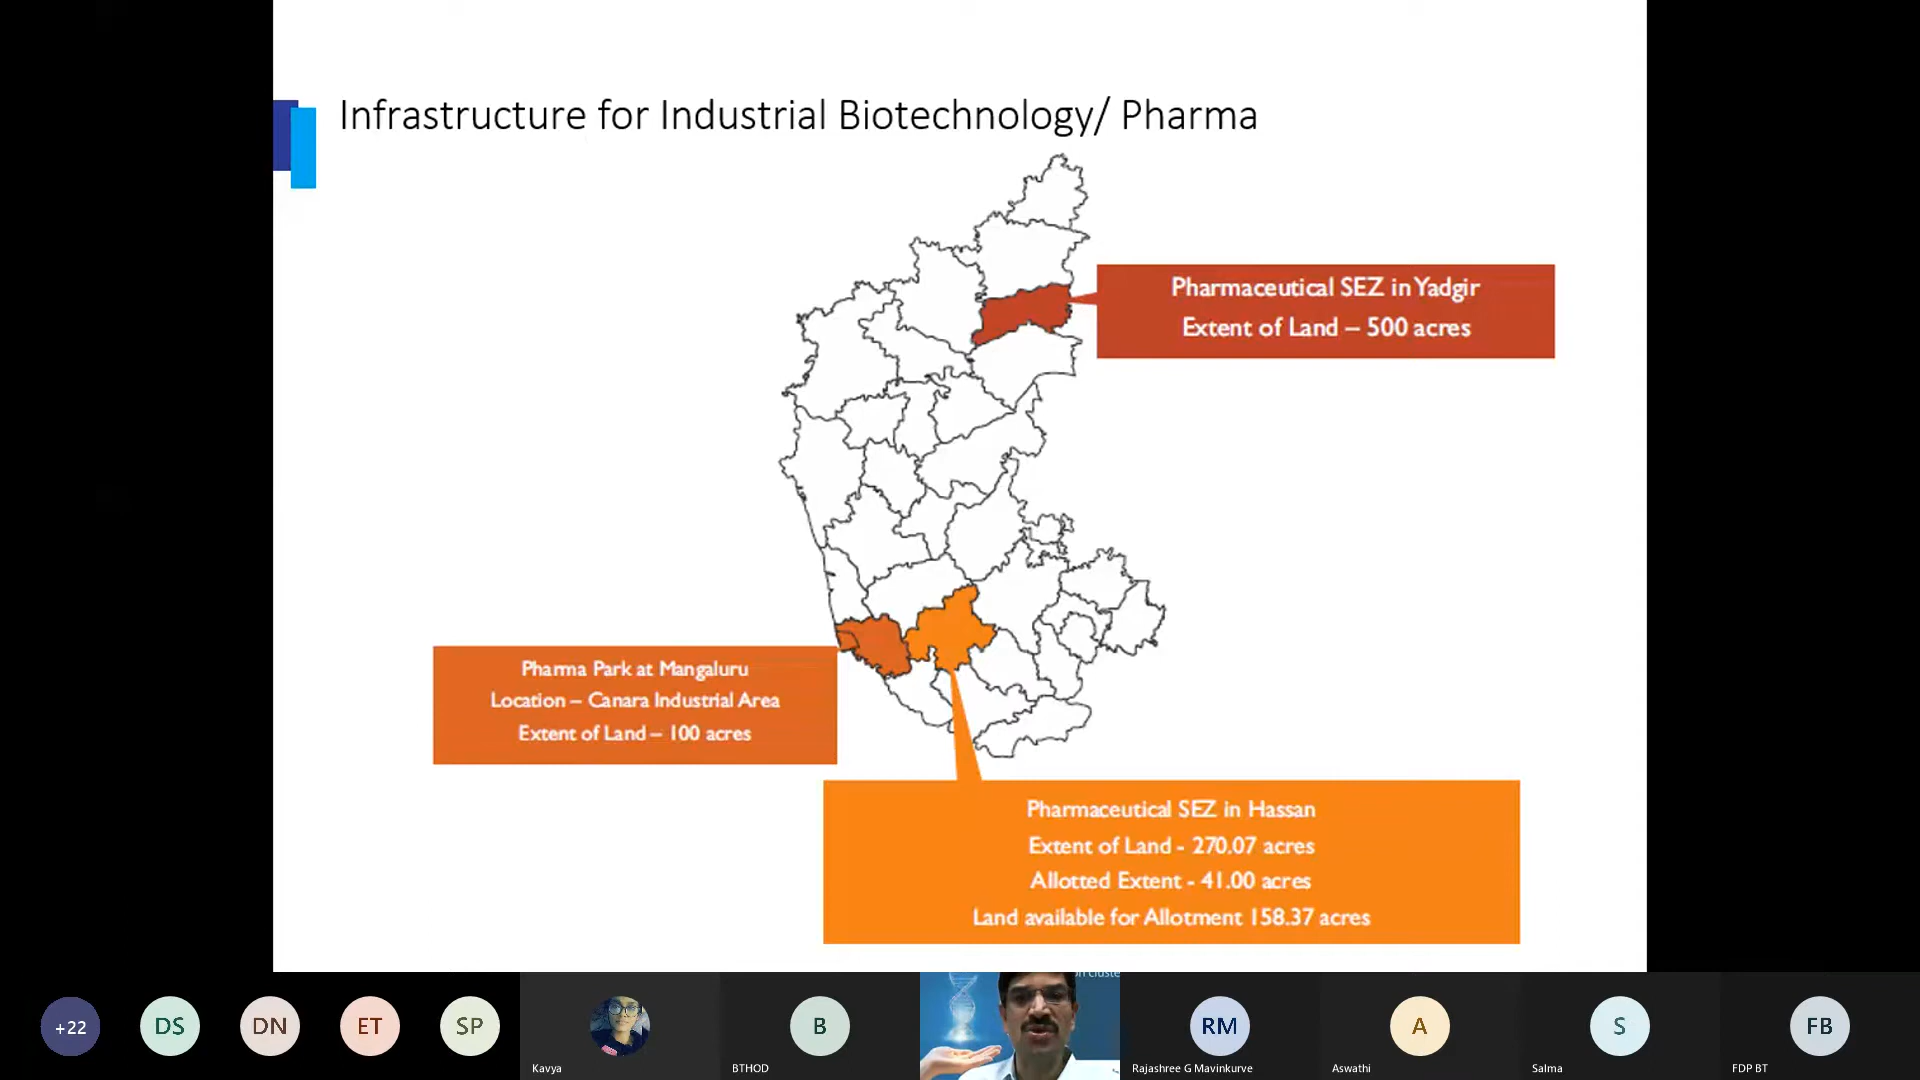 Infrastructure for Industrial Biotechnology/ Pharma
Pharmaceutical SEZ in Yadgir
Extent of Land – 500 acres
Pharma Park at Mangaluru
Location – Canara Industrial Area
Extent of Land – 100 acres
Pharmaceutical SEZ in Hassan
Extent of Land - 270.07 acres
Allotted Extent - 41.00 acres
Land available for Allotment 158.37 acres
+22
DS
DN
ET
SP
B
RM
A
S
FB
Kavya
BTHOD
Rajashree G Mavinkurve
Aswathi
Salma
FDP BT